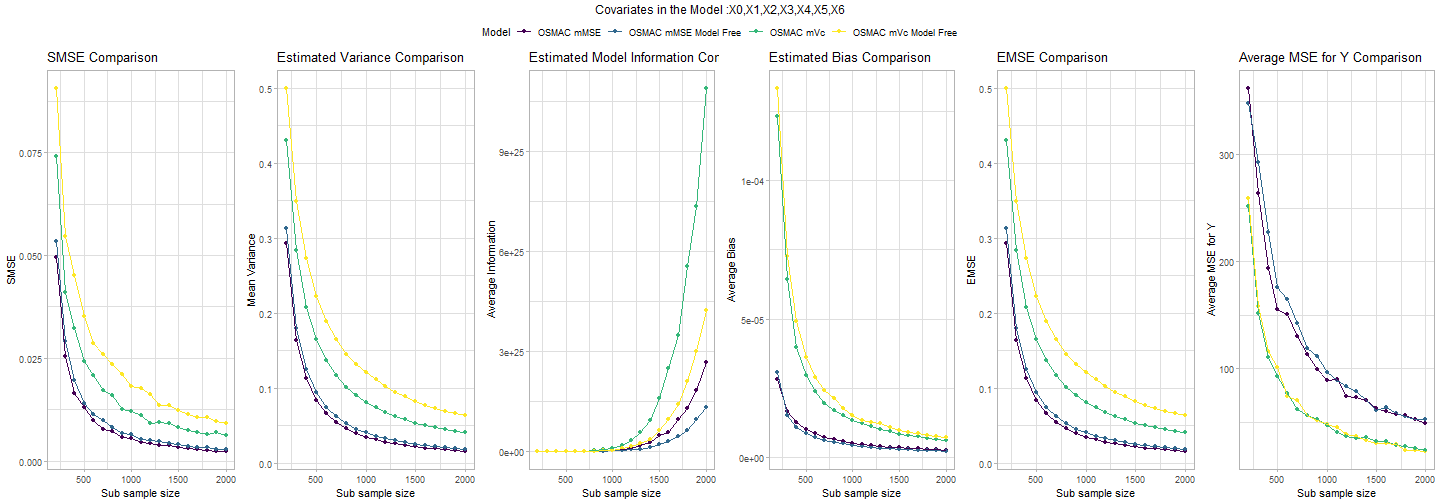 Covariates in the Model :X0,X1,X2,X3,X4,X5,X6
Model OSMAC mMSE OSMAC mMSE Model Free OSMAC mVc OSMAC mVc Model Free
SMSE Comparison
SMSE
0.075
0.050
0.025
0.000
500 1000 1500 2000
Sub sample size
Estimated Variance Comparison
Mean Variance
0.5
0.4
0.3
0.2
0.1
0.0
500 1000 1500 2000
Sub sample size
Estimated Model Information Cor
Average Information
9e+25
6e+25
3e+25
0e+00
500 1000 1500 2000
Sub sample size
Estimated Bias Comparison
Average Bias
1e-04
5e-05
0e+00
500 1000 1500 2000
Sub sample size
EMSE Comparison
EMSE
0.5
0.4
0.3
0.2
0.1
0.0
500 1000 1500 2000
Sub sample size
Average MSE for Y Comparison
Average MSE for Y
300
200
100
500 1000 1500 2000
Sub sample size